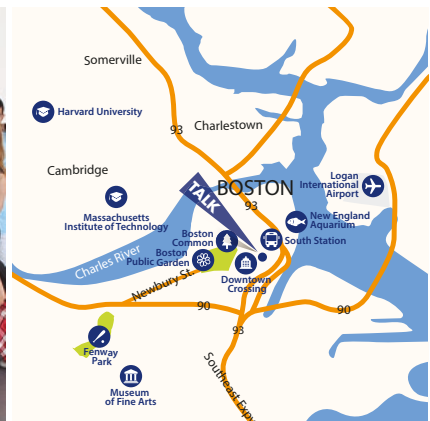 Somerville
Harvard University
93
Charlestown
Cambridge
Logan
International
Airport
TALK
BOSTON
93
Massachusetts
Institute of Technology
New England
Aquarium
Boston
Common
South Station
Charles River
Boston
Public Garden
Downtown
Crossing
Newbury St.
90
90
93
Fenway
Park
Southeast Expy
Museum
of Fine Arts